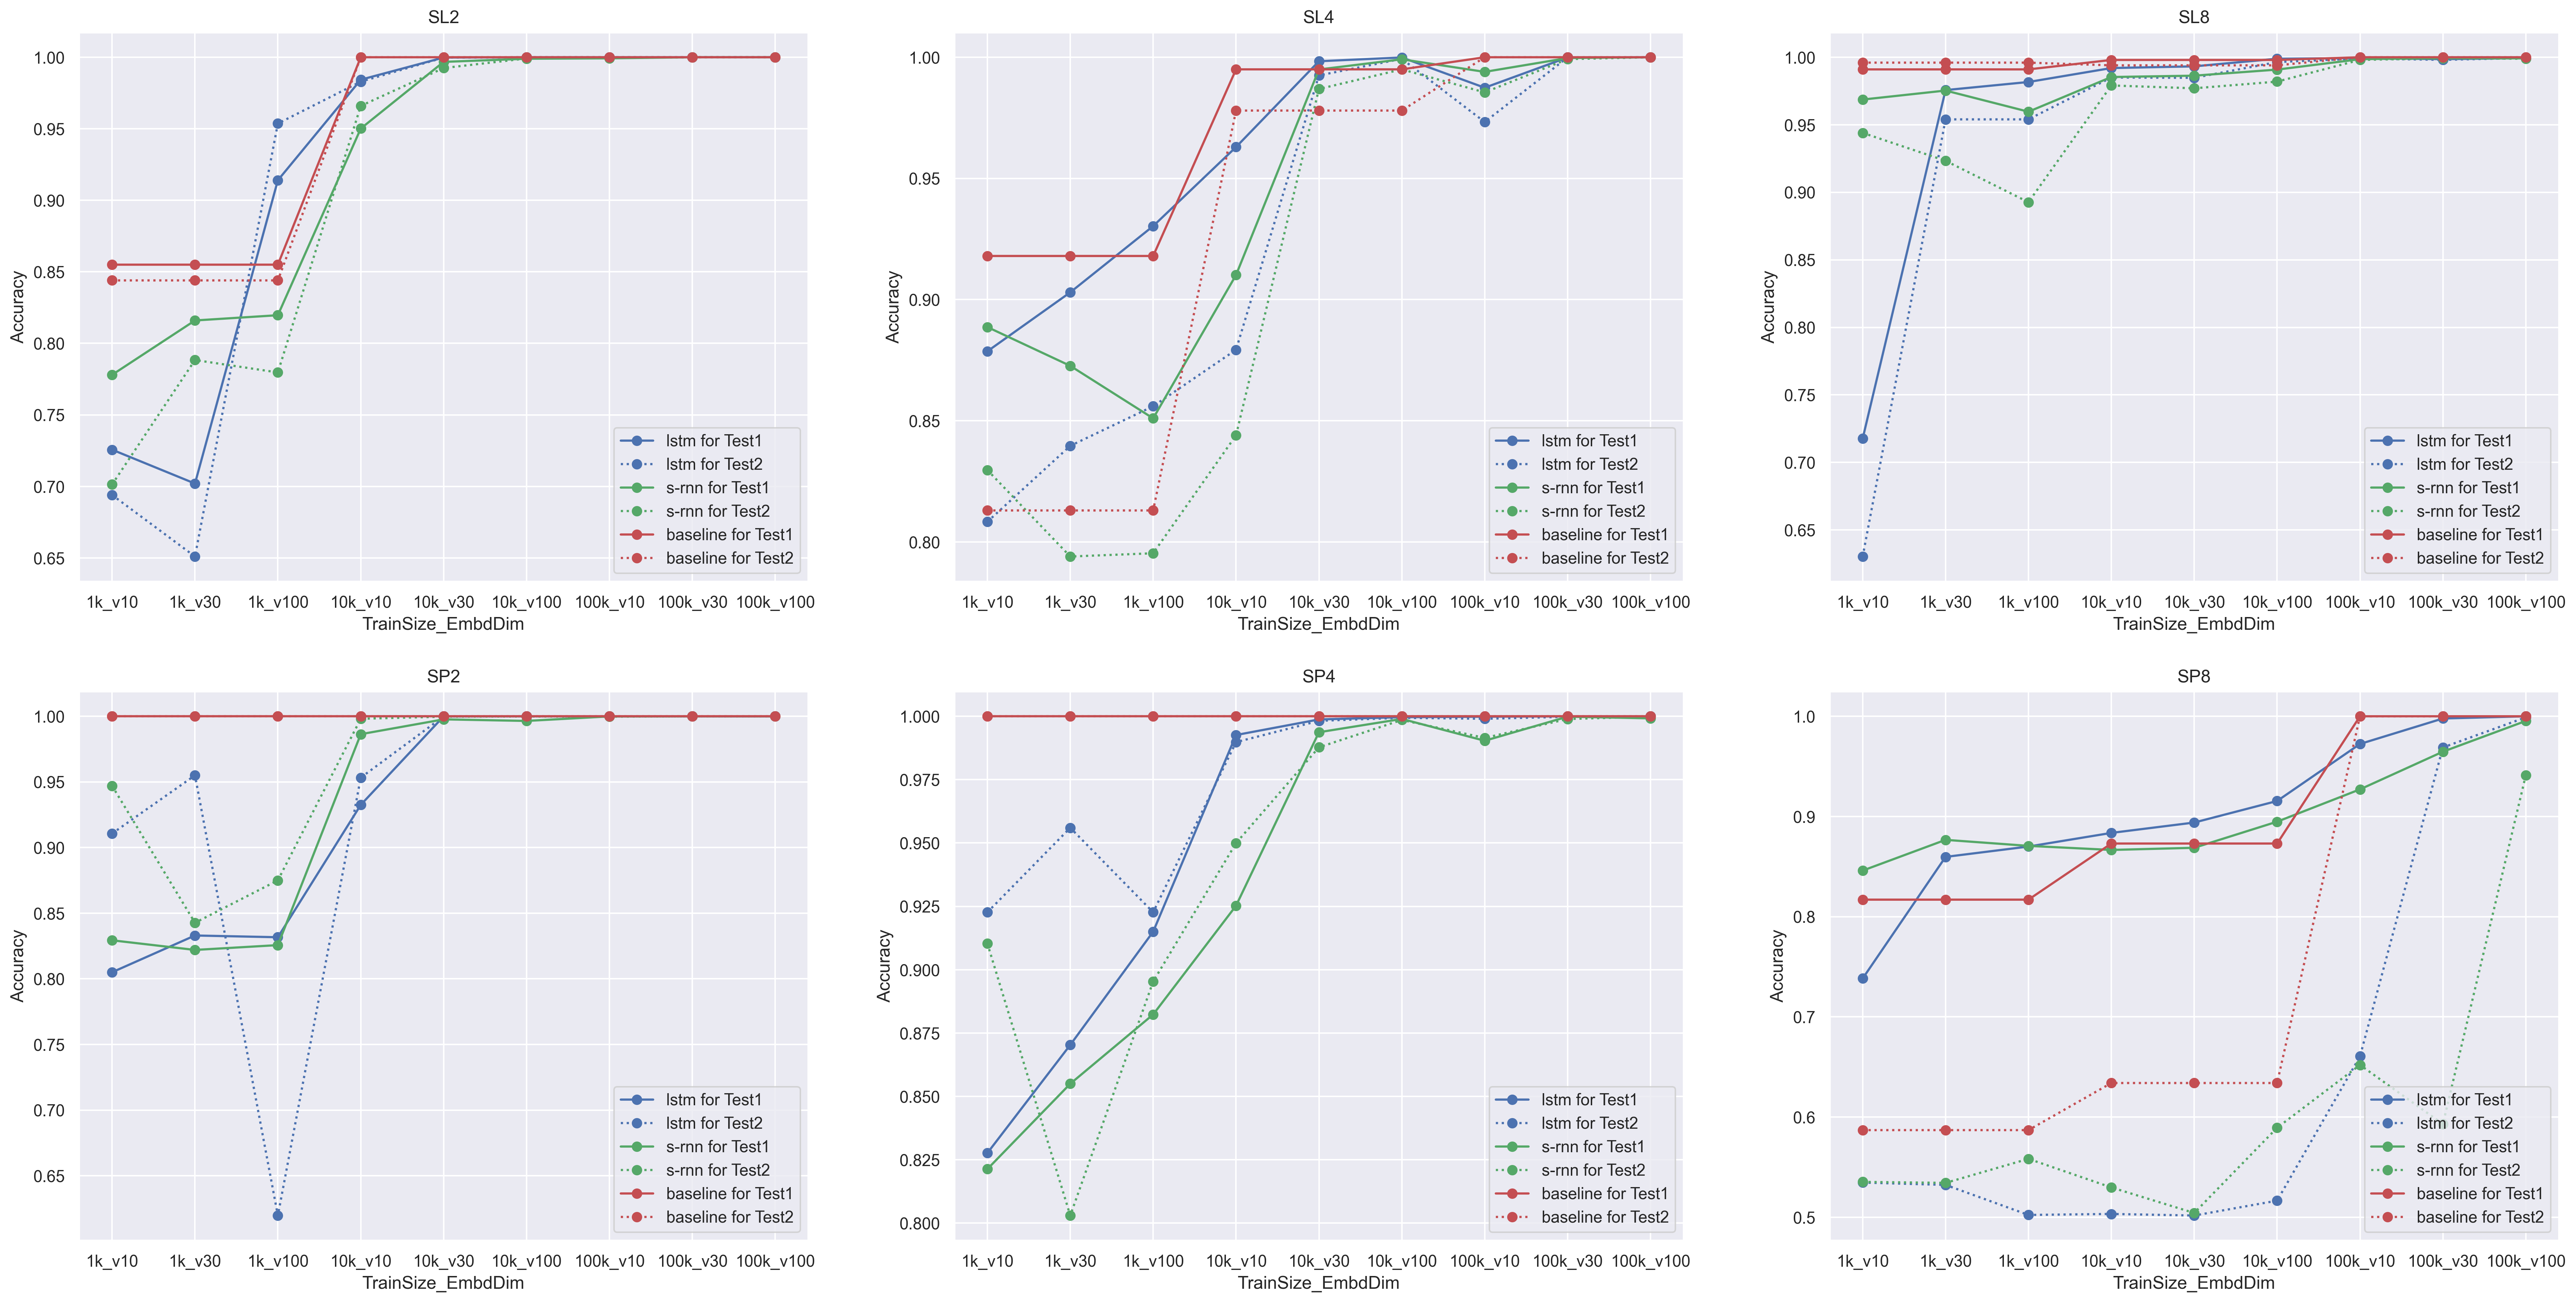 SL2
1.00
0.95
0.90
0.85
0.80
0.75
0.70
0.65
Accuracy
lstm for Test1
lstm for Test2
s-rnn for Test1
s-rnn for Test2
baseline for Test1
baseline for Test2
1k_v10 1k_v30 1k_v100 10k_v10 10k_v30 10k_v100 100k_v10 100k_v30 100k_v100
TrainSize_EmbdDim
SL4
1.00
0.95
0.90
0.85
0.80
Accuracy
lstm for Test1
lstm for Test2
s-rnn for Test1
s-rnn for Test2
baseline for Test1
baseline for Test2
1k_v10 1k_v30 1k_v100 10k_v10 10k_v30 10k_v100 100k_v10 100k_v30 100k_v100
TrainSize_EmbdDim
SL8
1.00
0.95
0.90
0.85
0.80
0.75
0.70
0.65
Accuracy
lstm for Test1
lstm for Test2
s-rnn for Test1
s-rnn for Test2
baseline for Test1
baseline for Test2
1k_v10 1k_v30 1k_v100 10k_v10 10k_v30 10k_v100 100k_v10 100k_v30 100k_v100
TrainSize_EmbdDim
SP2
1.00
0.95
0.90
0.85
0.80
0.75
0.70
0.65
Accuracy
lstm for Test1
lstm for Test2
s-rnn for Test1
s-rnn for Test2
baseline for Test1
baseline for Test2
1k_v10 1k_v30 1k_v100 10k_v10 10k_v30 10k_v100 100k_v10 100k_v30 100k_v100
TrainSize_EmbdDim
SP4
1.000
0.975
0.950
0.925
0.900
0.875
0.850
0.825
0.800
Accuracy
lstm for Test1
lstm for Test2
s-rnn for Test1
s-rnn for Test2
baseline for Test1
baseline for Test2
1k_v10 1k_v30 1k_v100 10k_v10 10k_v30 10k_v100 100k_v10 100k_v30 100k_v100
TrainSize_EmbdDim
SP8
1.0
0.9
0.8
0.7
0.6
0.5
Accuracy
lstm for Test1
lstm for Test2
s-rnn for Test1
s-rnn for Test2
baseline for Test1
baseline for Test2
1k_v10 1k_v30 1k_v100 10k_v10 10k_v30 10k_v100 100k_v10 100k_v30 100k_v100
TrainSize_EmbdDim